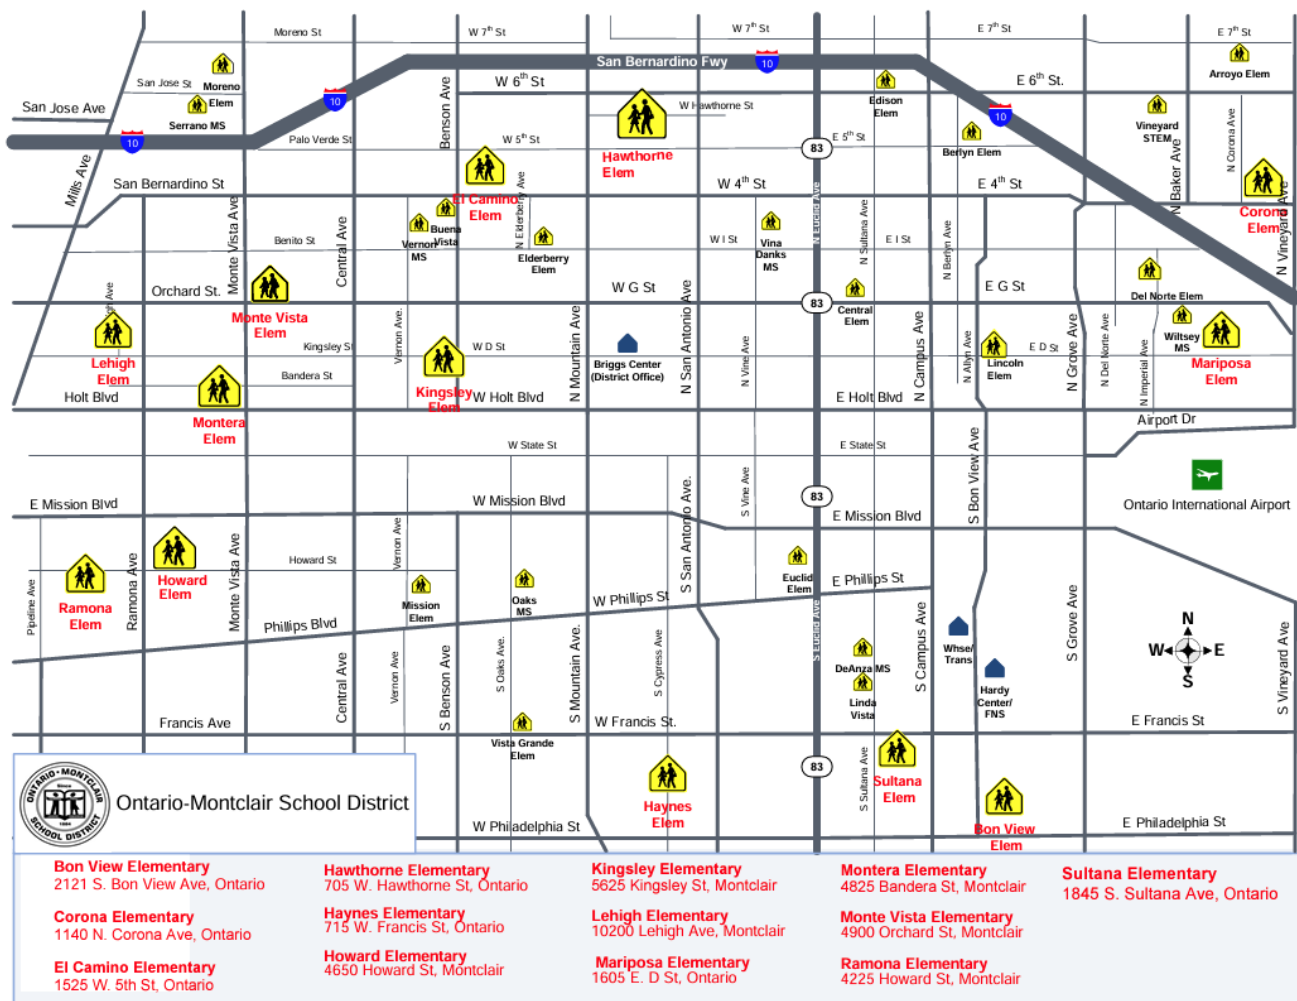 Moreno St
W 7th St
W 7th St
E 7th St
E 7th St
San Bernardino Fwy
10
Moreno
Elem
San Jose St
Serrano MS
San Jose Ave
10
10
10
W 6th St
E 6th St.
Arroyo Elem
Edison
Elem
W Hawthorne St
Vineyard
STEM
Benson Ave
Palo Verde St
W 5th St
E 5th St
83
Berlyn Elem
N Corona Ave
Hawthorne
Elem
Mills Ave
San Bernardino St
W 4th St
E 4th St
N Baker Ave
El Camino
Elem
Corona
Elem
N Vineyard Ave
Monte Vista Ave
Central Ave
Buena
Vista
Vernon
MS
N Elderberry Ave
Elderberry
Elem
Benito St
W I St
Vina
Danks
MS
N Euclid Ave
N Sultana Ave
E I St
N Berlyn Ave
Orchard St.
W G St
E G St
Del Norte Elem
83
Central
Elem
Monte Vista
Elem
Lehigh
Elem
Kingsley St
Vernon Ave.
W D St
Briggs Center
(District Office)
N Mountain Ave
N San Antonio Ave
N Vine Ave
N Campus Ave
N Allyn Ave
Lincoln
Elem
E D St
N Grove Ave
N Del Norte Ave
N Imperial Ave
Wiltsey
MS
Mariposa
Elem
Bandera St
Kingsley
Elem
Holt Blvd
W Holt Blvd
E Holt Blvd
Airport Dr
Montera
Elem
W State St
E State St
E Mission Blvd
W Mission Blvd
83
E Mission Blvd
S Vine Ave
S San Antonio Ave.
S Bon View Ave
Ontario International Airport
Pipeline Ave
Ramona Ave
Howard
Elem
Ramona
Elem
Monte Vista Ave
Howard St
Vernon Ave
Mission
Elem
Oaks
MS
Euclid
Elem
W Phillips St
E Phillips St
Phillips Blvd
Central Ave
Vernon Ave
S Benson Ave
S Oaks Ave.
S Mountain Ave.
S Cypress Ave
S Euclid Ave
DeAnza MS
Linda
Vista
S Campus Ave
Whse/
Trans
Hardy
Center/
FNS
S Grove Ave
N
W
E
S
S Vineyard Ave
Francis Ave
W Francis St.
E Francis St
Vista Grande
Elem
Haynes
Elem
83
S Sultana Ave
Sultana
Elem
Bon View
Elem
W Philadelphia St
E Philadelphia St
ONTARIO-MONTCLAIR
SCHOOL DISTRICT
Ontario-Montclair School District
Bon View Elementary
2121 S. Bon View Ave, Ontario
Corona Elementary
1140 N. Corona Ave, Ontario
El Camino Elementary
1525 W. 5th St, Ontario
Hawthorne Elementary
705 W. Hawthorne St, Ontario
Haynes Elementary
715 W. Francis St, Ontario
Howard Elementary
4650 Howard St, Montclair
Kingsley Elementary
5625 Kingsley St, Montclair
Lehigh Elementary
10200 Lehigh Ave, Montclair
Mariposa Elementary
1605 E. D St, Ontario
Montera Elementary
4825 Bandera St, Montclair
Monte Vista Elementary
4900 Orchard St, Montclair
Ramona Elementary
4225 Howard St, Montclair
Sultana Elementary
1845 S. Sultana Ave, Ontario